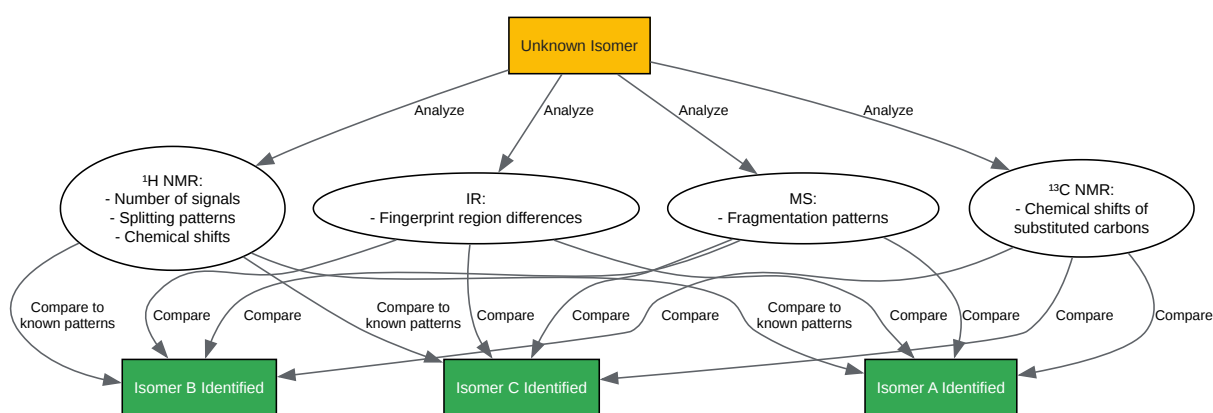 Unknown Isomer
Analyze
Analyze
Analyze
Analyze
¹H NMR:
- Number of signals
- Splitting patterns
- Chemical shifts
IR:
- Fingerprint region differences
MS:
- Fragmentation patterns
¹³C NMR:
- Chemical shifts of
substituted carbons
Compare to
known patterns
Compare
Compare
Compare to
known patterns
Compare
Compare
Compare
Compare to
known patterns
Compare
Compare
Compare
Compare
Isomer B Identified
Isomer C Identified
Isomer A Identified